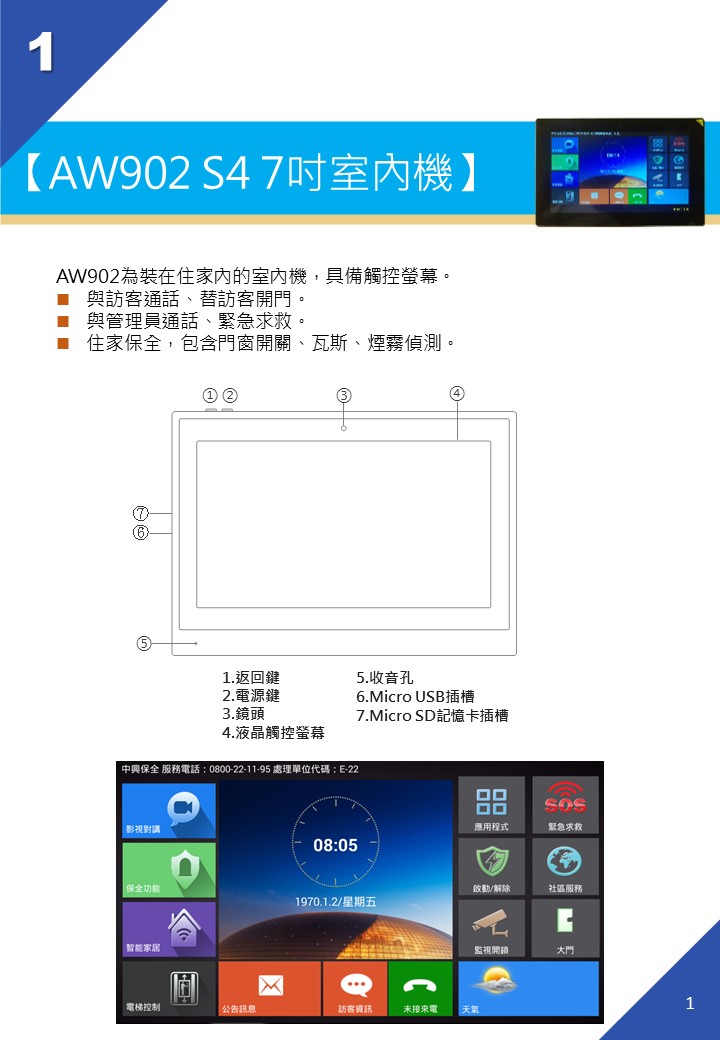 1
【AW902 S4 7吋室內機】
AW902為裝在住家內的室內機，具備觸控螢幕。
■ 與訪客通話、替訪客開門。
■ 與管理員通話、緊急求救。
■ 住家保全，包含門窗開關、瓦斯、煙霧偵測。
① ② ③ ④
⑦
⑥
⑤
1.返回鍵
2.電源鍵
3.鏡頭
4.液晶觸控螢幕
5.收音孔
6.Micro USB插槽
7.Micro SD記憶卡插槽
中興保全 服務電話：0800-22-11-95 處理單位代碼：E-22
影視對講
保全功能
智能家居
電梯控制
08:05
1970.1.2/星期五
公告訊息
訪客資訊
未接來電
應用程式
SOS
緊急求救
啟動/解除
社區服務
監視開鎖
大門
天氣
1